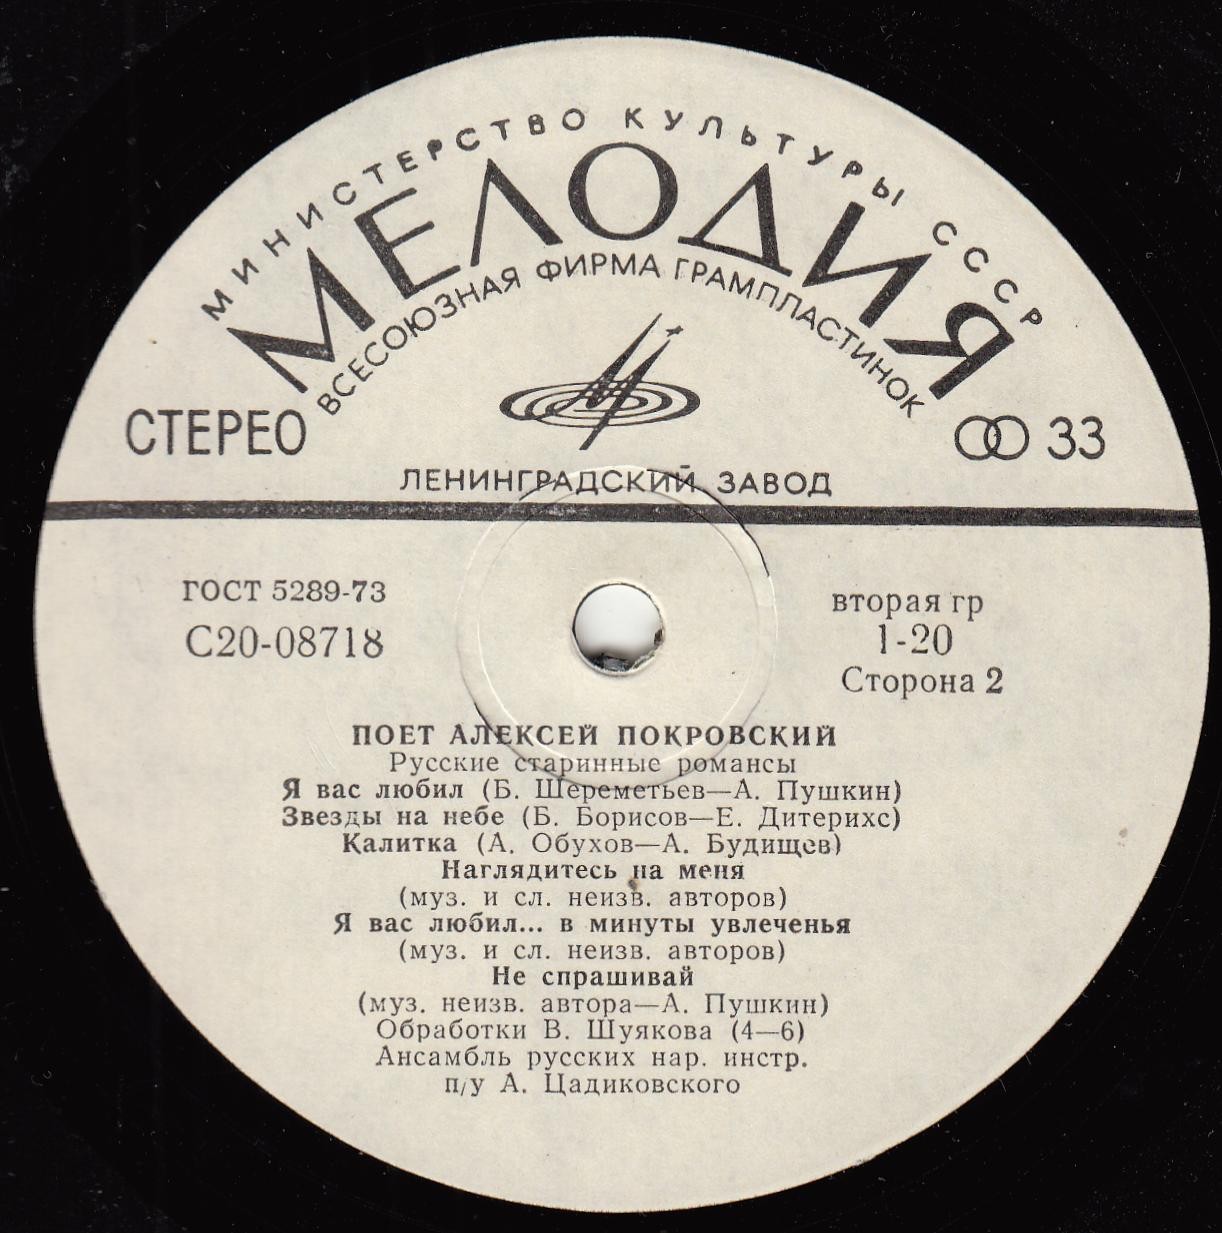 МИНИСТЕРСТВО КУЛЬТУРЫ СССР
МЕЛОДИЯ
ВСЕСОЮЗНАЯ ФИРМА ГРАМПЛАСТИНОК
СТЕРЕО
33
ЛЕНИНГРАДСКИЙ ЗАВОД
ГОСТ 5289-73
С20-08718
вторая гр
1-20
Сторона 2
ПОЕТ АЛЕКСЕЙ ПОКРОВСКИЙ
Русские старинные романсы
Я вас любил (Б. Шереметьев—А. Пушкин)
Звезды на небе (Б. Борисов—Е. Дитерихс)
Калитка (А. Обухов—А. Будищев)
Наглядитесь на меня
(муз. и сл. неизв. авторов)
Я вас любил... в минуты увлеченья
(муз. и сл. неизв. авторов)
Не спрашивай
(муз. неизв. автора—А. Пушкин)
Обработки В. Шуякова (4—6)
Ансамбль русских нар. инстр.
п/у А. Цадиковского